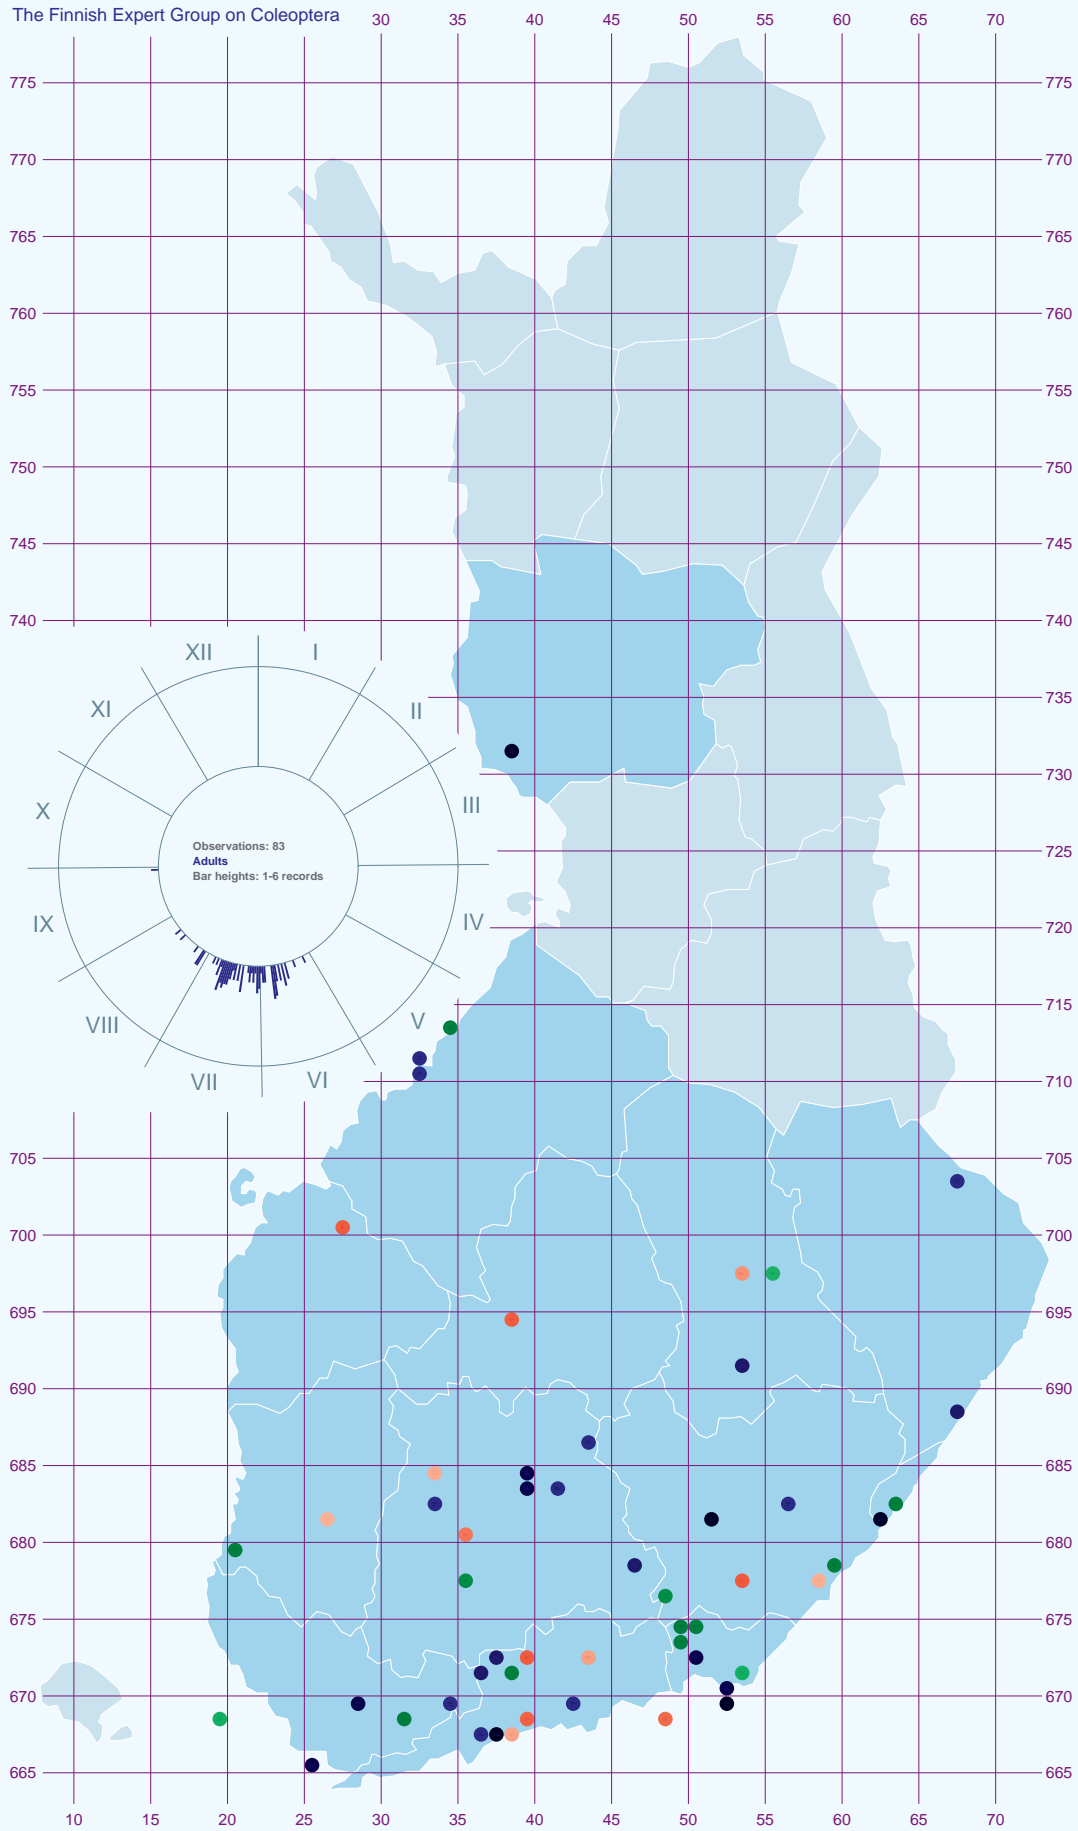 The Finnish Expert Group on Coleoptera
30 35 40 45 50 55 60 65 70
775 775
770 770
765 765
760 760
755 755
750 750
745 745
740 740
XII I
XI II
735
730
X III
Observations: 83
Adults
Bar heights: 1-6 records
725
IX IV
720
715
VIII V
VII VI
710
705 705
700 700
695 695
690 690
685 685
680 680
675 675
670 670
665 665
10 15 20 25 30 35 40 45 50 55 60 65 70